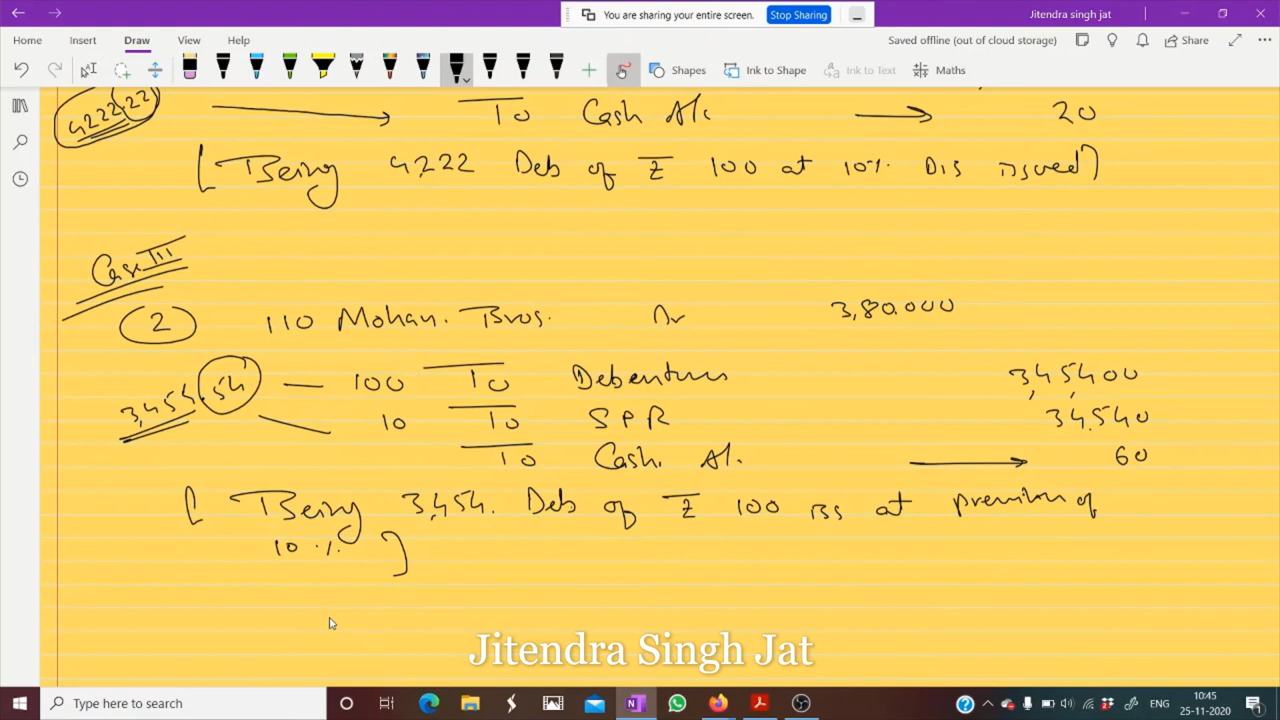 You are sharing your entire screen. Stop Sharing
Jitendra singh jat
Home Insert Draw View Help
Saved offline (out of cloud storage) Share
Shapes Ink to Shape Ink to Text Maths
4222.22 To Cash A/c 20
[Being 4,222 Deb of ₹ 100 at 10% Dis issued]
Case III
2 110 Mohan. Bros. Dr 3,80,000
3,454.54 100 To Debentures 3,45,400
10 To SPR 34,540
To Cash. A/. 60
[Being 3,454. Deb of ₹ 100 iss at premium of
10 %]
Jitendra Singh Jat
Type here to search
ENG
10:45
25-11-2020